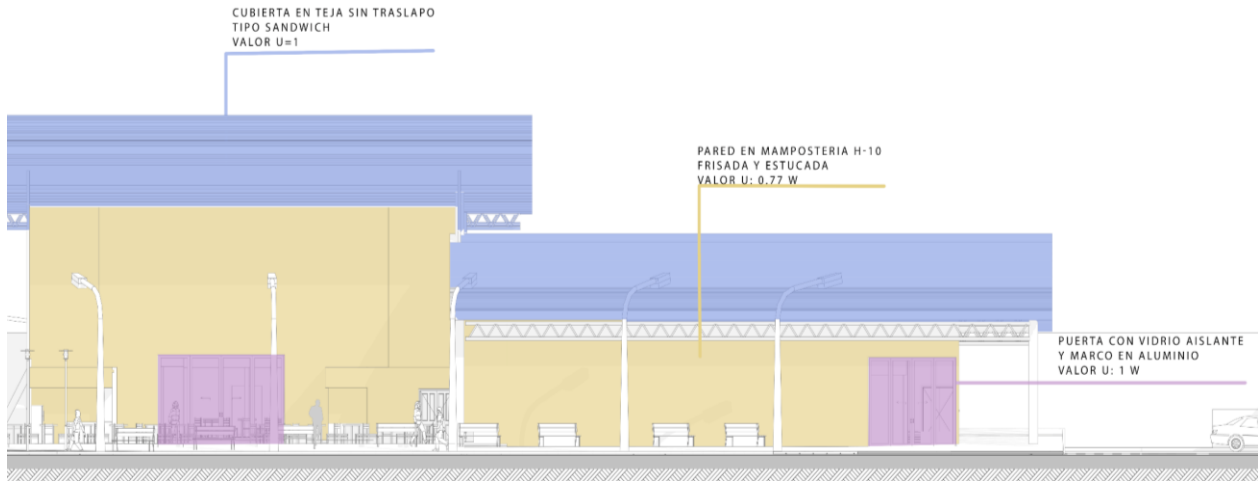 CUBIERTA EN TEJA SIN TRASLAPO
TIPO SANDWICH
VALOR U=1
PARED EN MAMPOSTERIA H-10
FRISADA Y ESTUCADA
VALOR U: 0.77 W
PUERTA CON VIDRIO AISLANTE
Y MARCO EN ALUMINIO
VALOR U: 1 W